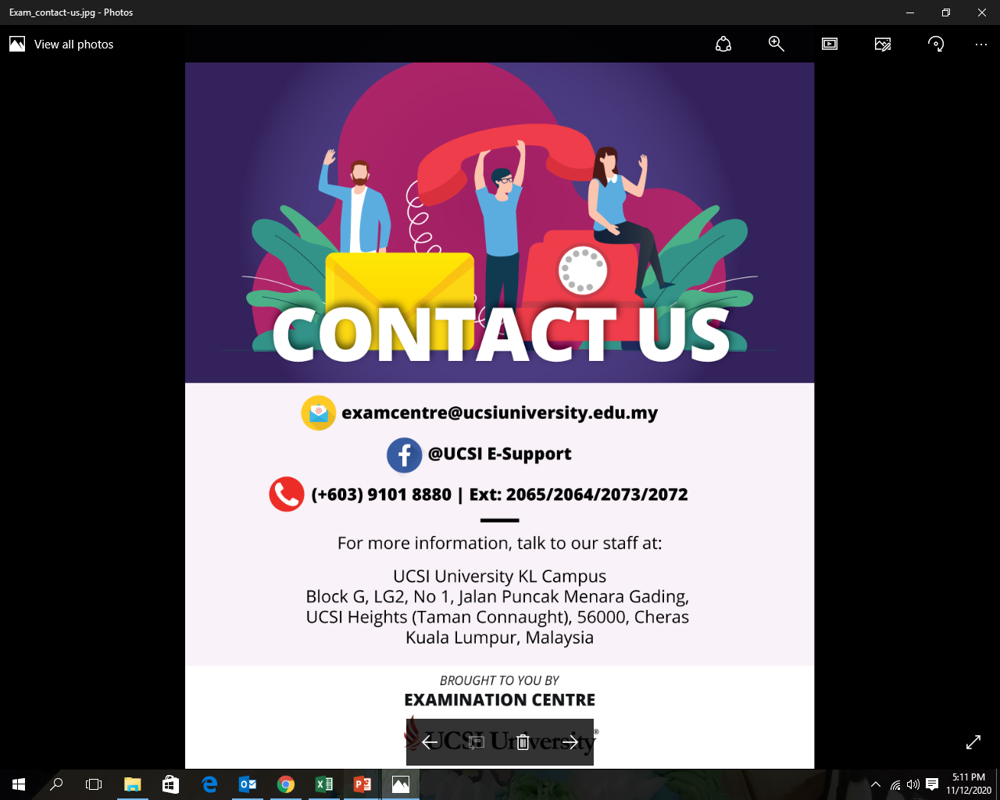 Exam_contact-us.jpg - Photos
View all photos
CONTACT US
examcentre@ucsiuniversity.edu.my
@UCSI E-Support
(+603) 9101 8880 | Ext: 2065/2064/2073/2072
For more information, talk to our staff at:
UCSI University KL Campus
Block G, LG2, No 1, Jalan Puncak Menara Gading,
UCSI Heights (Taman Connaught), 56000, Cheras
Kuala Lumpur, Malaysia
BROUGHT TO YOU BY
EXAMINATION CENTRE
UCSI University®
5:11 PM
11/12/2020